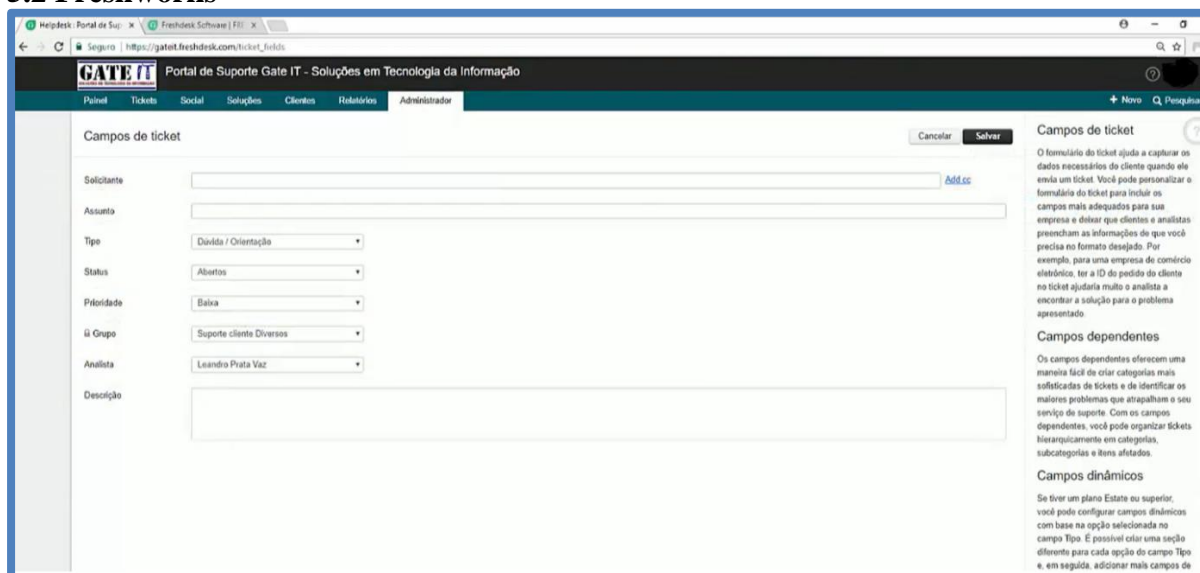 Helpdesk : Portal de Sup
Freshdesk Software | FR
Seguro | https://gateit.freshdesk.com/ticket_fields
GATE IT Portal de Suporte Gate IT - Soluções em Tecnologia da Informação
Painel Tickets Social Soluções Clientes Relatórios Administrador + Novo Pesquisa
Campos de ticket Cancelar Salvar
Solicitante Add cc
Assunto
Tipo Dúvida / Orientação
Status Abertos
Prioridade Baixa
Grupo Suporte cliente Diversos
Analista Leandro Prata Vaz
Descrição
Campos de ticket
O formulário do ticket ajuda a capturar os
dados necessários do cliente quando ele
envia um ticket. Você pode personalizar o
formulário do ticket para incluir os
campos mais adequados para sua
empresa e deixar que clientes e analistas
preencham as informações de que você
precisa no formato desejado. Por
exemplo, para uma empresa de comércio
eletrônico, ter a ID do pedido do cliente
no ticket ajudaria muito o analista a
encontrar a solução para o problema
apresentado.
Campos dependentes
Os campos dependentes oferecem uma
maneira fácil de criar categorias mais
sofisticadas de tickets e de identificar os
maiores problemas que atrapalham o seu
serviço de suporte. Com os campos
dependentes, você pode organizar tickets
hierarquicamente em categorias,
subcategorias e itens afetados.
Campos dinâmicos
Se tiver um plano Estate ou superior,
você pode configurar campos dinâmicos
com base na opção selecionada no
campo Tipo. É possível criar uma seção
diferente para cada opção do campo Tipo
e, em seguida, adicionar mais campos de